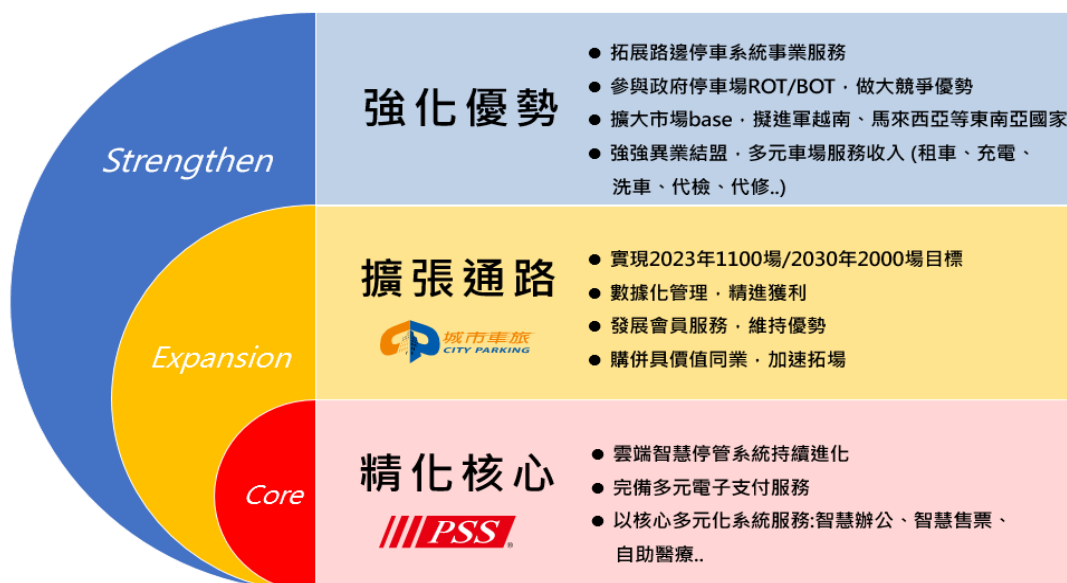 Strengthen
強化優勢
● 拓展路邊停車系統事業服務
● 參與政府停車場ROT/BOT，做大競爭優勢
● 擴大市場base，擬進軍越南、馬來西亞等東南亞國家
● 強強異業結盟，多元車場服務收入 (租車、充電、
洗車、代檢、代修..)
Expansion
擴張通路
城市車旅
CITY PARKING
● 實現2023年1100場/2030年2000場目標
● 數據化管理，精進獲利
● 發展會員服務，維持優勢
● 購併具價值同業，加速拓場
Core
精化核心
PSS
● 雲端智慧停管系統持續進化
● 完備多元電子支付服務
● 以核心多元化系統服務:智慧辦公、智慧售票、
自助醫療..